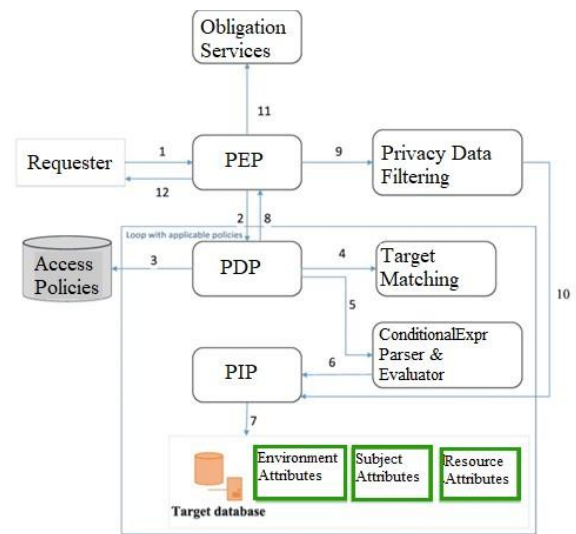 Obligation
Services
11
Requester
1
12
PEP
9
Privacy Data
Filtering
2
8
Loop with applicable policies
Access
Policies
3
PDP
4
Target
Matching
10
5
ConditionalExpr
Parser &
Evaluator
6
PIP
7
Environment
Attributes
Subject
Attributes
Resource
Attributes
Target database